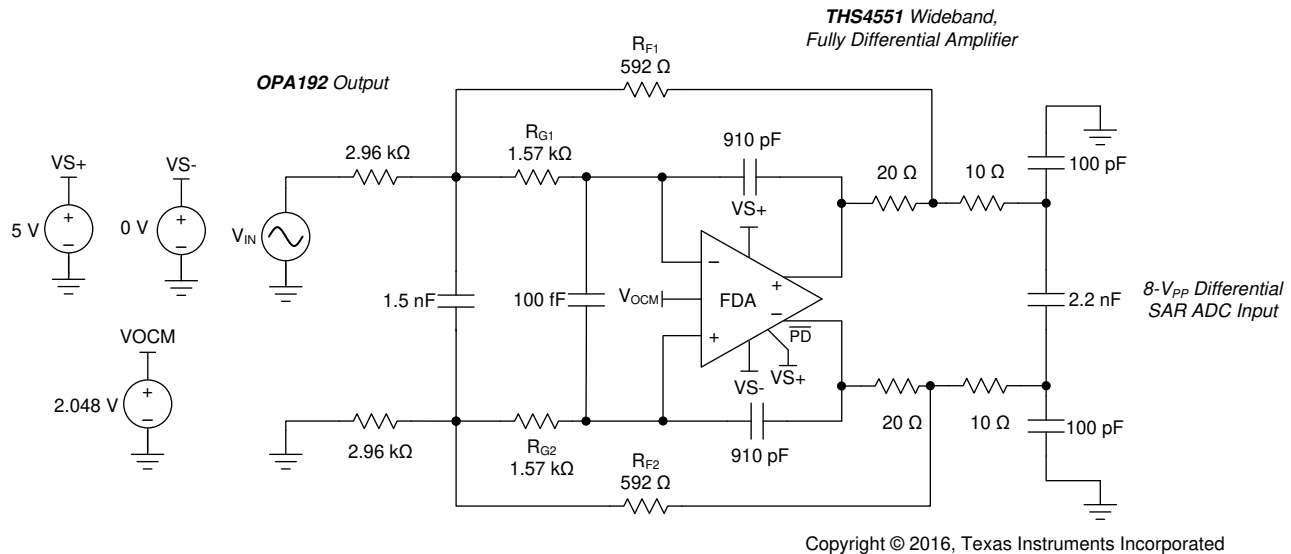 THS4551 Wideband,
Fully Differential Amplifier
RF1
592 Ω
OPA192 Output
VS+
5 V
VS-
0 V
VIN
2.96 kΩ
RG1
1.57 kΩ
910 pF
VS+
20 Ω
10 Ω
100 pF
1.5 nF
100 fF
VOCM
FDA
PD
VS-
VS+
2.2 nF
8-VPP Differential
SAR ADC Input
VOCM
2.048 V
2.96 kΩ
RG2
1.57 kΩ
910 pF
20 Ω
10 Ω
100 pF
RF2
592 Ω
Copyright © 2016, Texas Instruments Incorporated